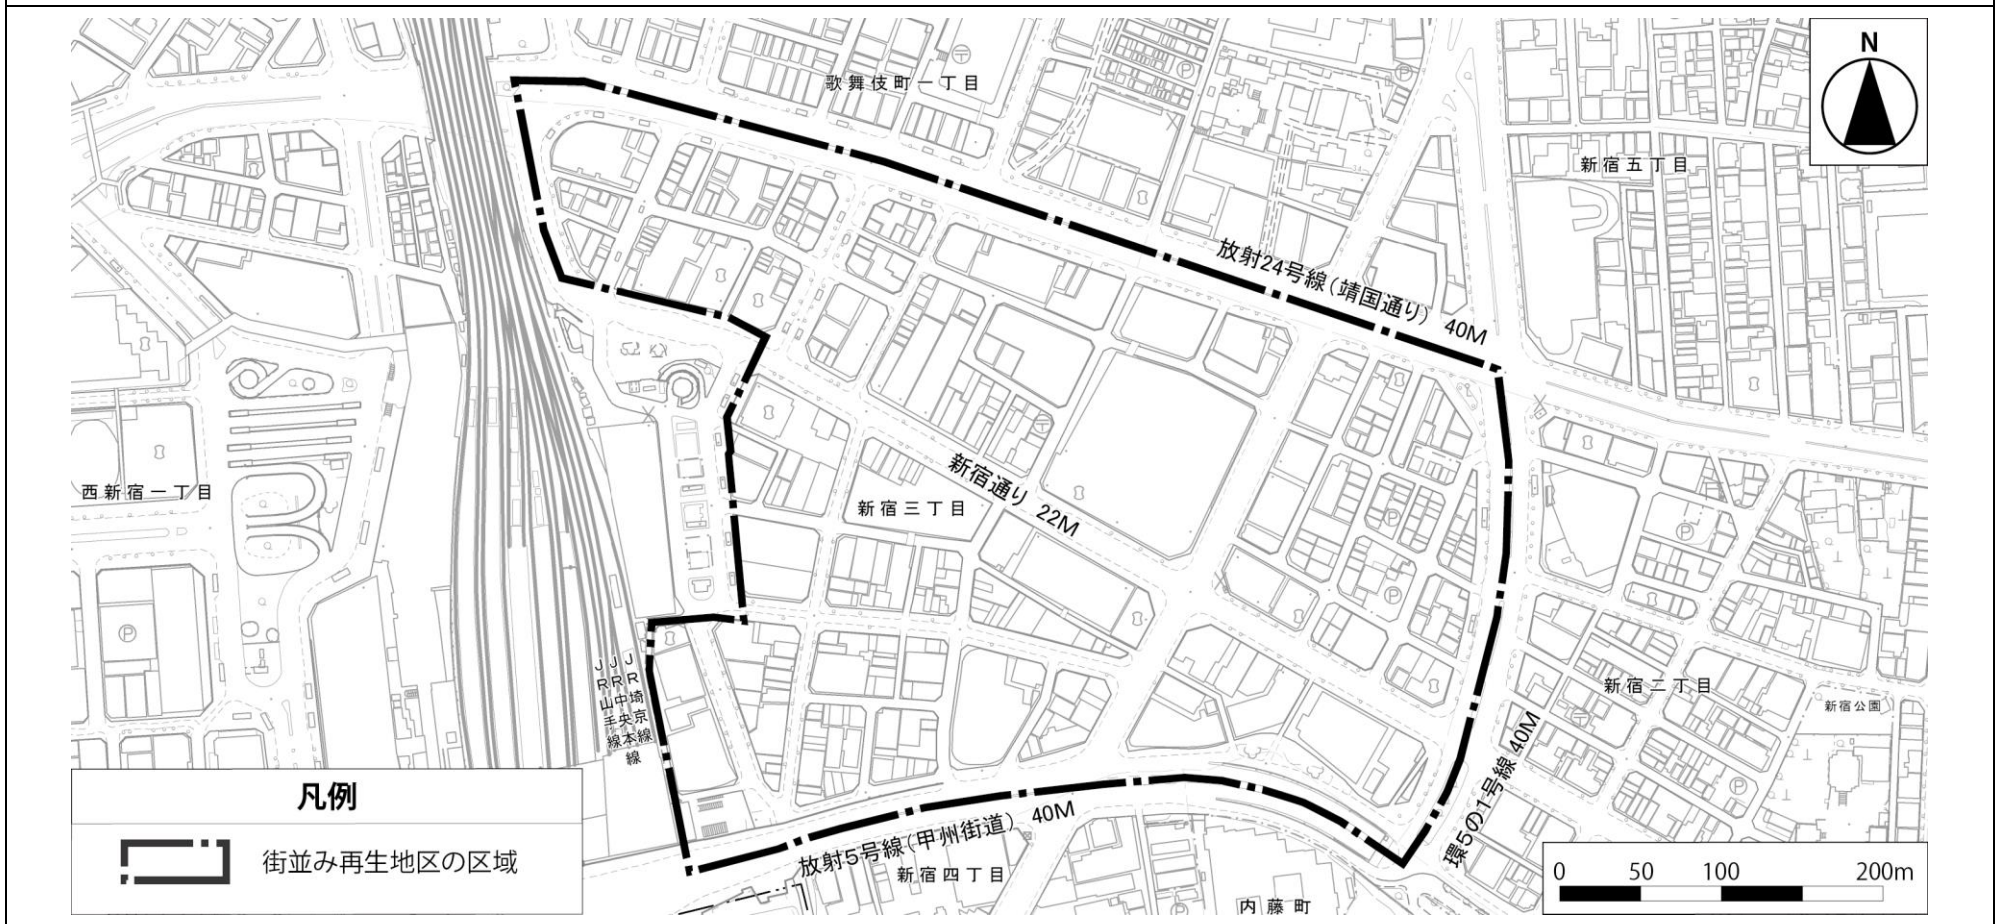 N
歌舞伎町一丁目
新宿五丁目
放射24号線（靖国通り） 40M
新宿通り 22M
新宿三丁目
西新宿一丁目
JR山手線
JR中央本線
JR埼京線
新宿二丁目
新宿公園
環5の1号線 40M
放射5号線（甲州街道） 40M
新宿四丁目
内藤町
凡例
街並み再生地区の区域
0 50 100 200m
P
P
P
P
P
P
P